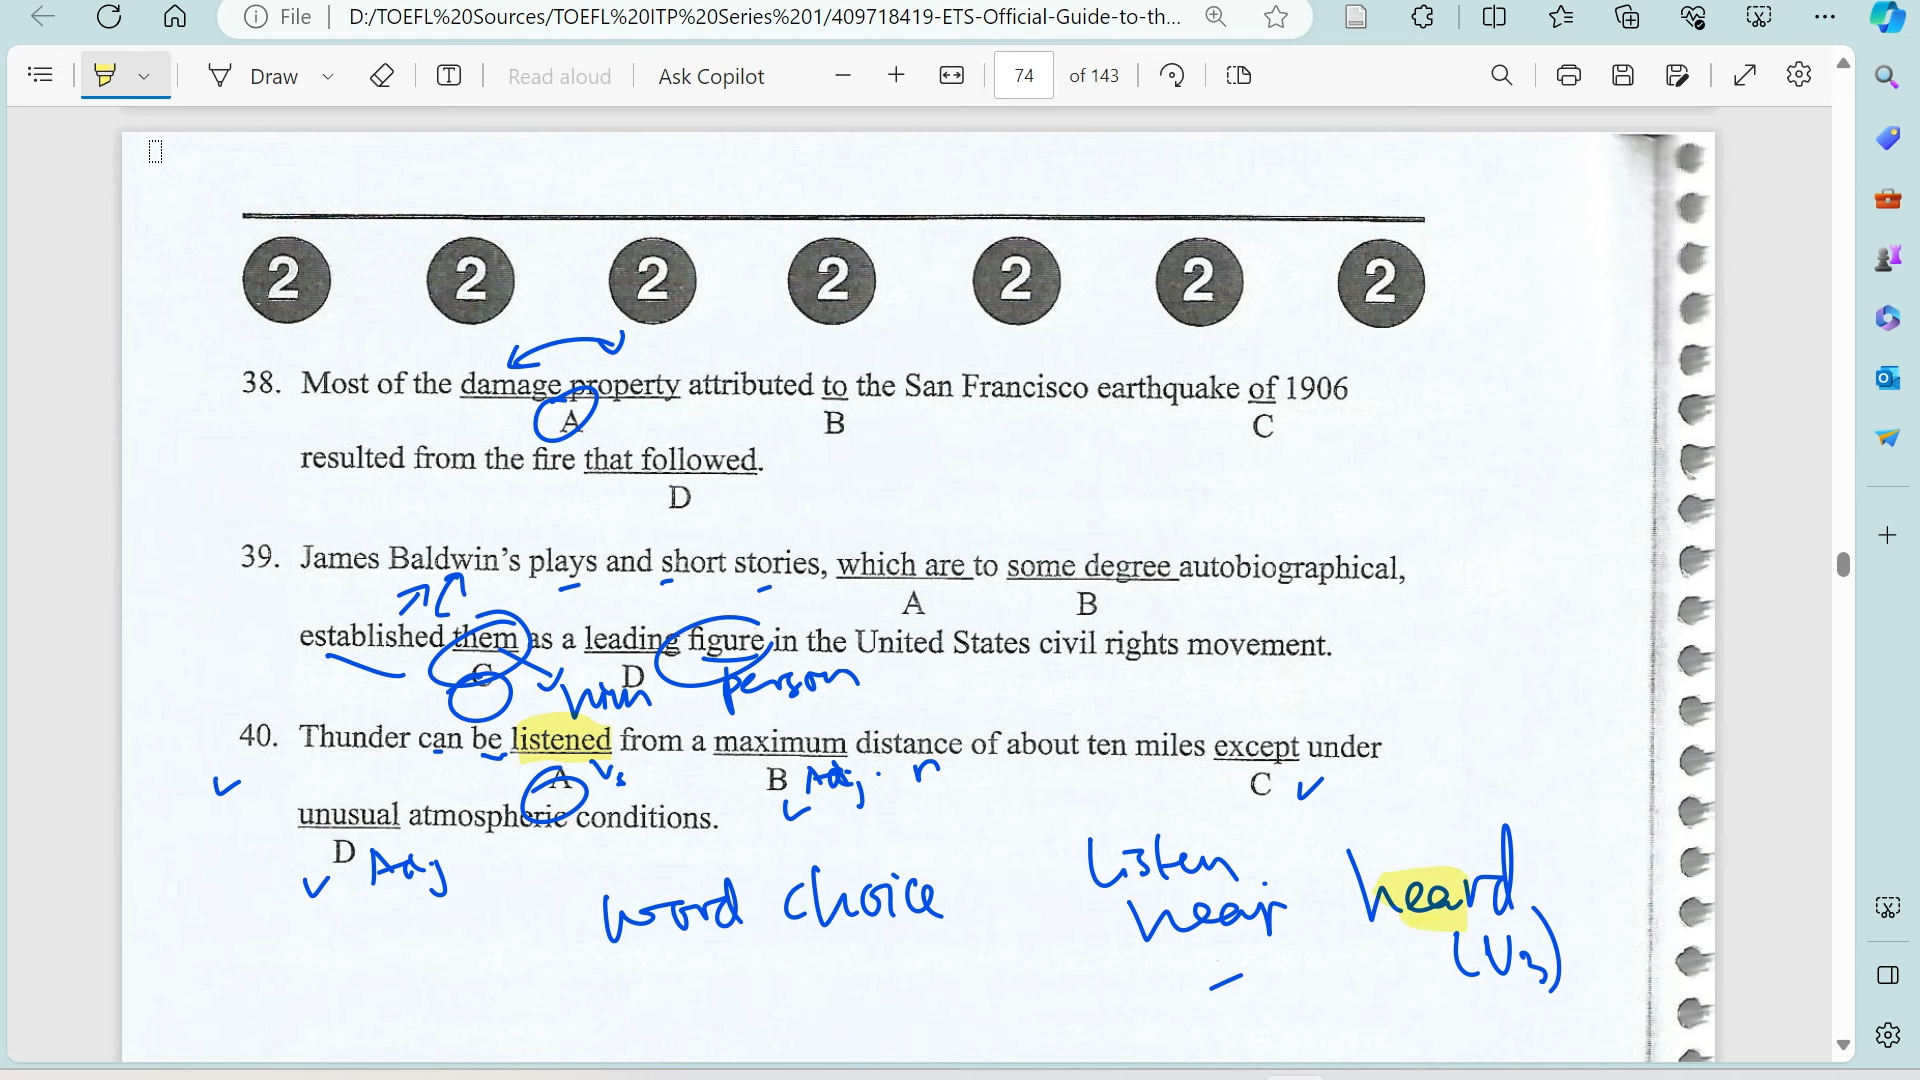 File D:/TOEFL%20Sources/TOEFL%20ITP%20Series%201/409718419-ETS-Official-Guide-to-th...
Draw Read aloud Ask Copilot 74 of 143
2 2 2 2 2 2 2
38. Most of the damage property attributed to the San Francisco earthquake of 1906
A B C
resulted from the fire that followed.
D
39. James Baldwin's plays and short stories, which are to some degree autobiographical,
A B
established them as a leading figure in the United States civil rights movement.
C D
him person
40. Thunder can be listened from a maximum distance of about ten miles except under
A V3 B Adj. n C
unusual atmospheric conditions.
D Adj
word choice
Listen
hear
heard
(V3)